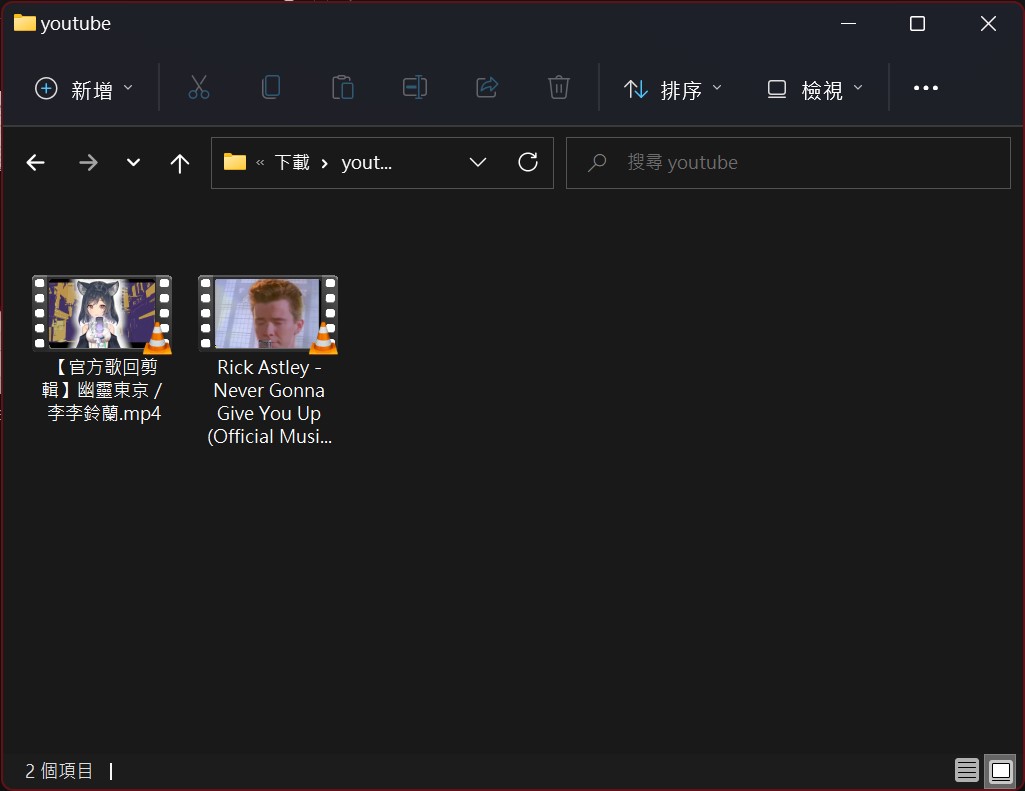 youtube
新增
排序
檢視
« 下載 › yout...
搜尋 youtube
【官方歌回剪
輯】幽靈東京 /
李李鈴蘭.mp4
Rick Astley -
Never Gonna
Give You Up
(Official Musi...
2 個項目